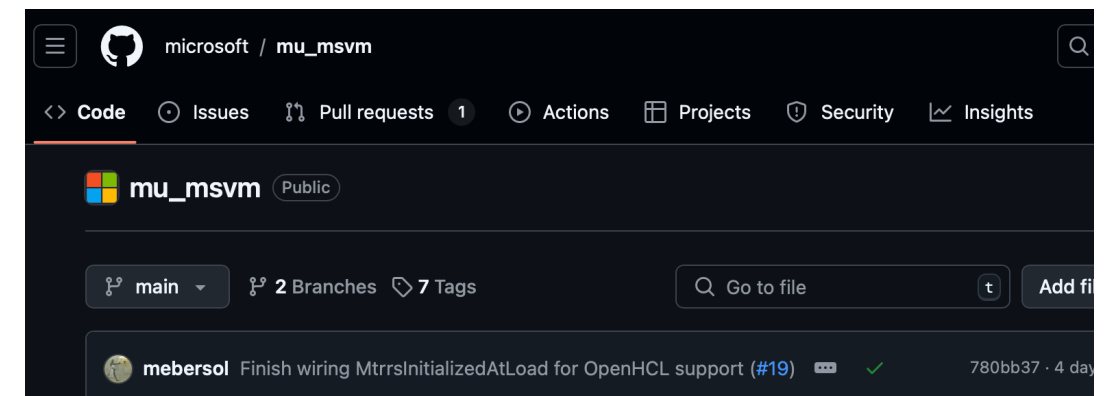 microsoft / mu_msvm
<> Code Issues Pull requests 1 Actions Projects Security Insights
mu_msvm Public
main 2 Branches 7 Tags Go to file t Add
mebersol Finish wiring MtrrsInitializedAtLoad for OpenHCL support (#19) 780bb37 · 4